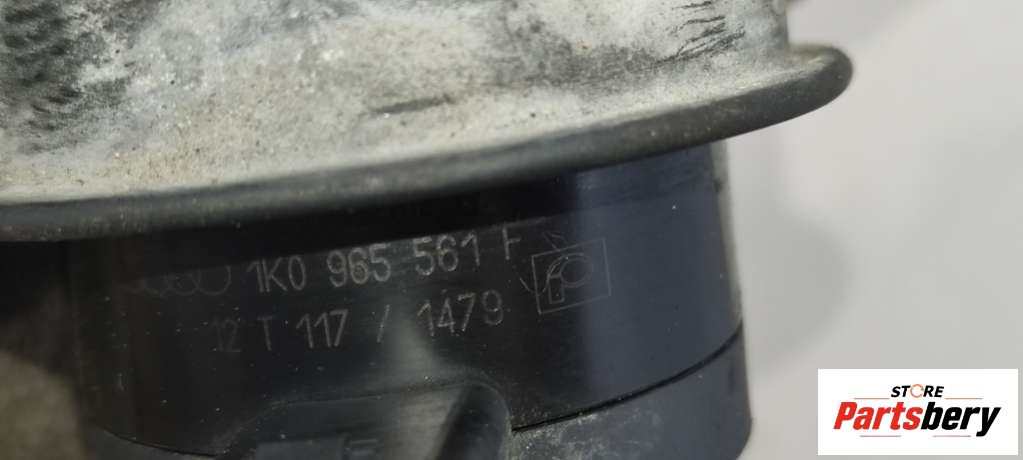 1K0 965 561 F
12 T 117 / 1479
STORE
Partsbery